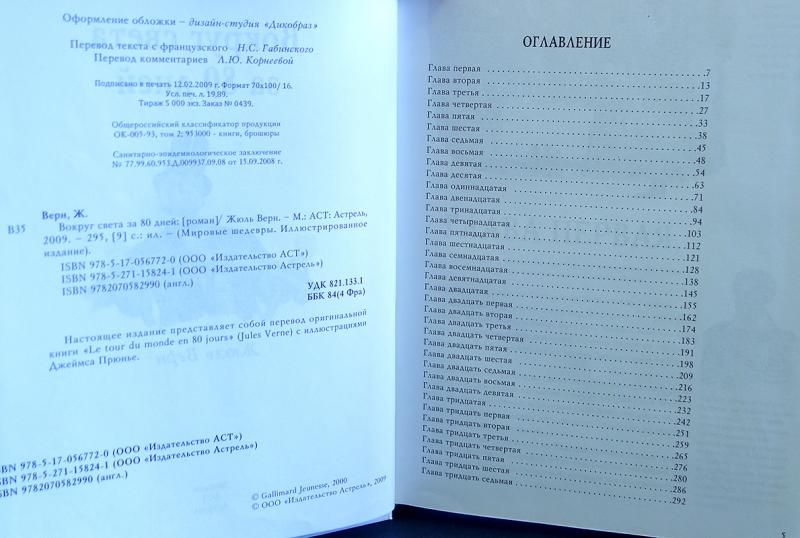 Оформление обложки – дизайн-студия «Дикобраз»
Перевод текста с французского Н.С. Габинского
Перевод комментариев Л.Ю. Корнеевой
Подписано в печать 12.02.2009 г. Формат 70x100/16.
Усл. печ. л. 19,89.
Тираж 5 000 экз. Заказ № 0439.
Общероссийский классификатор продукции
ОК-005-93, том 2; 953000 - книги, брошюры
Санитарно-эпидемиологическое заключение
№ 77.99.60.953.Д.009937.09.08 от 15.09.2008 г.
Верн, Ж.
В35 Вокруг света за 80 дней: [роман]/ Жюль Верн. – М.: АСТ: Астрель,
2009. – 295, [9] с.: ил. – (Мировые шедевры. Иллюстрированное
издание).
ISBN 978-5-17-056772-0 (ООО «Издательство АСТ»)
ISBN 978-5-271-15824-1 (ООО «Издательство Астрель»)
ISBN 9782070582990 (англ.)
УДК 821.133.1
ББК 84(4 Фра)
Настоящее издание представляет собой перевод оригинальной
книги «Le tour du monde en 80 jours» (Jules Verne) с иллюстрациями
Джеймса Прюнье.
ISBN 978-5-17-056772-0 (ООО «Издательство АСТ»)
ISBN 978-5-271-15824-1 (ООО «Издательство Астрель»)
ISBN 9782070582990 (англ.)
© Gallimard Jeunesse, 2000
© ООО «Издательство Астрель», 2009
ОГЛАВЛЕНИЕ
Глава первая 7
Глава вторая 13
Глава третья 17
Глава четвертая 27
Глава пятая 33
Глава шестая 38
Глава седьмая 45
Глава восьмая 48
Глава девятая 54
Глава десятая 63
Глава одиннадцатая 71
Глава двенадцатая 84
Глава тринадцатая 94
Глава четырнадцатая 103
Глава пятнадцатая 112
Глава шестнадцатая 121
Глава семнадцатая 128
Глава восемнадцатая 138
Глава девятнадцатая 145
Глава двадцатая 155
Глава двадцать первая 162
Глава двадцать вторая 174
Глава двадцать третья 183
Глава двадцать четвертая 191
Глава двадцать пятая 198
Глава двадцать шестая 209
Глава двадцать седьмая 216
Глава двадцать восьмая 223
Глава двадцать девятая 232
Глава тридцатая 242
Глава тридцать первая 251
Глава тридцать вторая 259
Глава тридцать третья 265
Глава тридцать четвертая 276
Глава тридцать пятая 280
Глава тридцать шестая 286
Глава тридцать седьмая 292
5